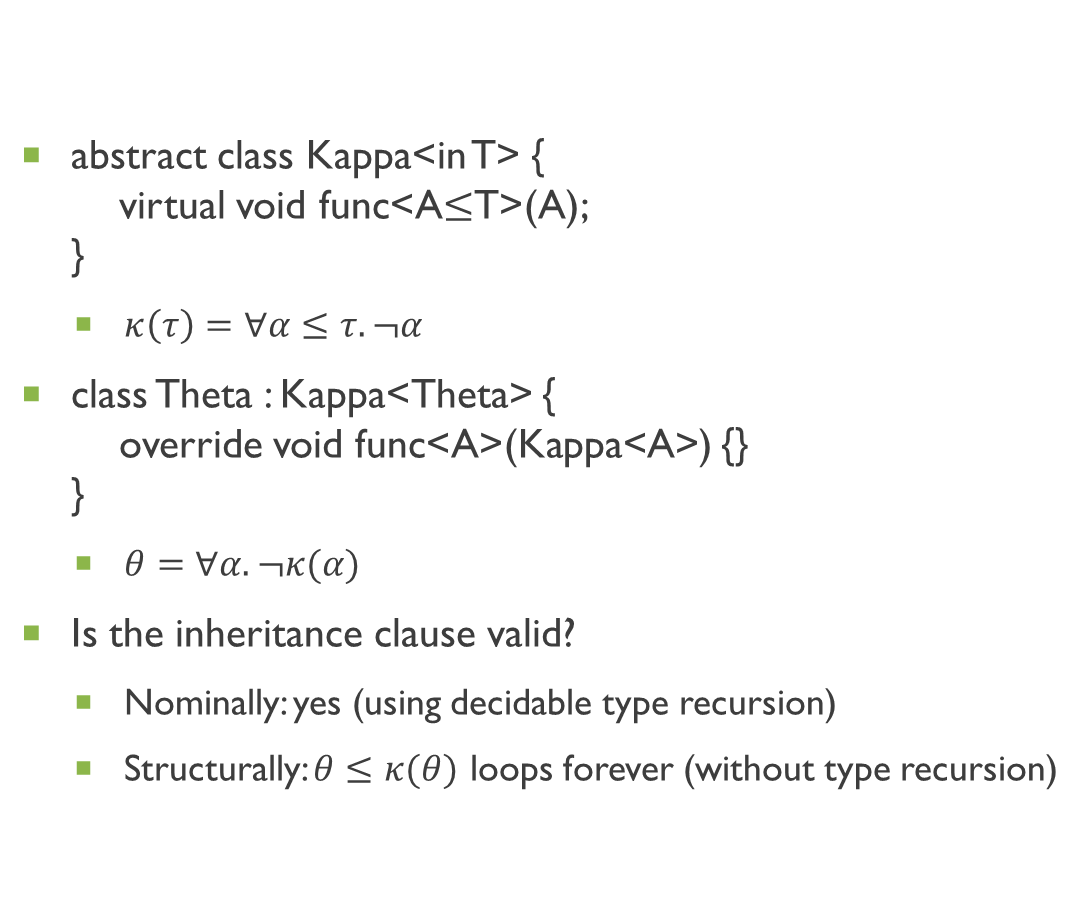 abstract class Kappa<in T> {
virtual void func<A≤T>(A);
}
κ(τ) = ∀α ≤ τ. ¬α
class Theta : Kappa<Theta> {
override void func<A>(Kappa<A>) {}
}
θ = ∀α. ¬κ(α)
Is the inheritance clause valid?
Nominally: yes (using decidable type recursion)
Structurally: θ ≤ κ(θ) loops forever (without type recursion)